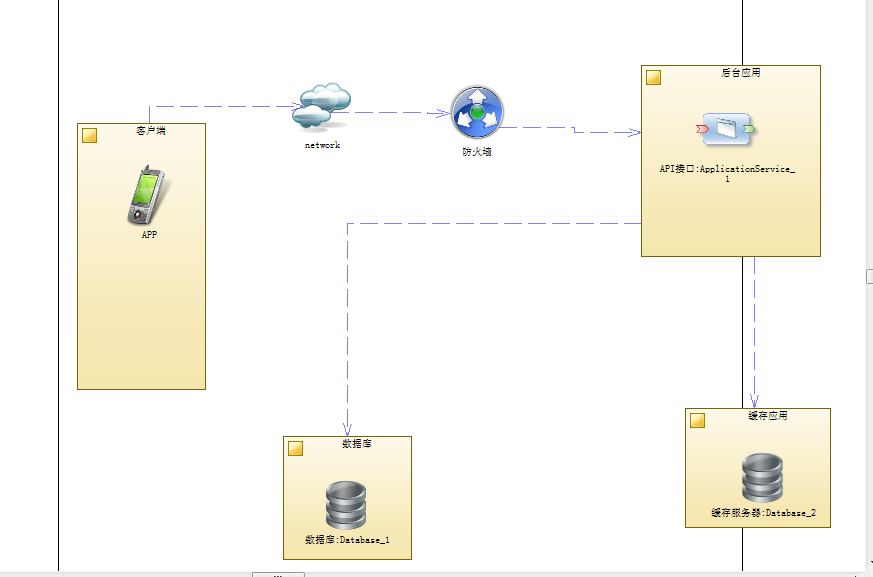 后台应用
客户端
network
防火墙
API接口:ApplicationService_
1
APP
缓存应用
数据库
缓存服务器:Database_2
数据库:Database_1